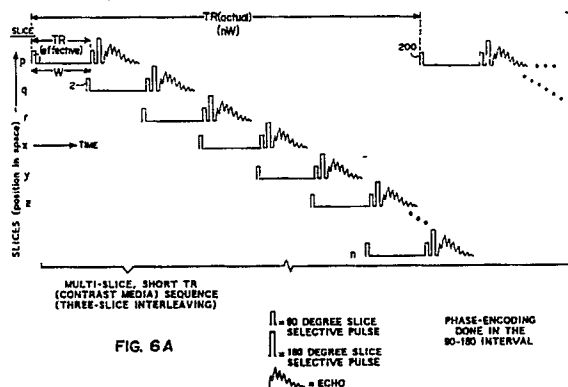 TR(actual)
(nW)
SLICE
TR
(effective)
W
200
p
q
2
r
x
TIME
y
z
n
SLICES (position in space)
MULTI-SLICE, SHORT TR
(CONTRAST MEDIA) SEQUENCE
(THREE-SLICE INTERLEAVING)
FIG. 6A
= 90 DEGREE SLICE
SELECTIVE PULSE
= 180 DEGREE SLICE
SELECTIVE PULSE
= ECHO
PHASE-ENCODING
DONE IN THE
90-180 INTERVAL